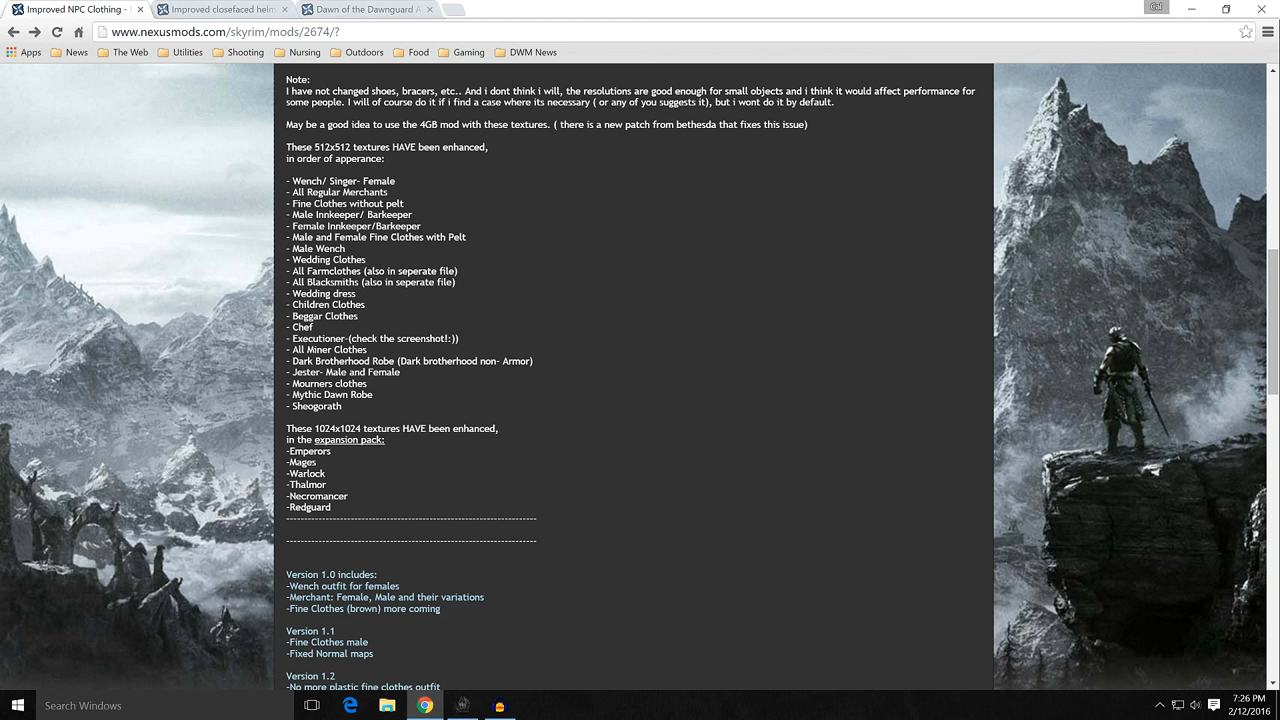 Improved NPC Clothing -
Improved closefaced helm
Dawn of the Dawnguard A
www.nexusmods.com/skyrim/mods/2674/?
Apps News The Web Utilities Shooting Nursing Outdoors Food Gaming DWM News
Note:
I have not changed shoes, bracers, etc.. And i dont think i will, the resolutions are good enough for small objects and i think it would affect performance for
some people. I will of course do it if i find a case where its necessary ( or any of you suggests it), but i wont do it by default.
May be a good idea to use the 4GB mod with these textures. ( there is a new patch from bethesda that fixes this issue)
These 512x512 textures HAVE been enhanced,
in order of apperance:
- Wench/ Singer- Female
- All Regular Merchants
- Fine Clothes without pelt
- Male Innkeeper/ Barkeeper
- Female Innkeeper/Barkeeper
- Male and Female Fine Clothes with Pelt
- Male Wench
- Wedding Clothes
- All Farmclothes (also in seperate file)
- All Blacksmiths (also in seperate file)
- Wedding dress
- Children Clothes
- Beggar Clothes
- Chef
- Executioner-(check the screenshot!:))
- All Miner Clothes
- Dark Brotherhood Robe (Dark brotherhood non- Armor)
- Jester- Male and Female
- Mourners clothes
- Mythic Dawn Robe
- Sheogorath
These 1024x1024 textures HAVE been enhanced,
in the expansion pack:
-Emperors
-Mages
-Warlock
-Thalmor
-Necromancer
-Redguard
----------------------------------------------------------------------
----------------------------------------------------------------------
Version 1.0 includes:
-Wench outfit for females
-Merchant: Female, Male and their variations
-Fine Clothes (brown) more coming
Version 1.1
-Fine Clothes male
-Fixed Normal maps
Version 1.2
-No more plastic fine clothes outfit
Search Windows
7:26 PM
2/12/2016